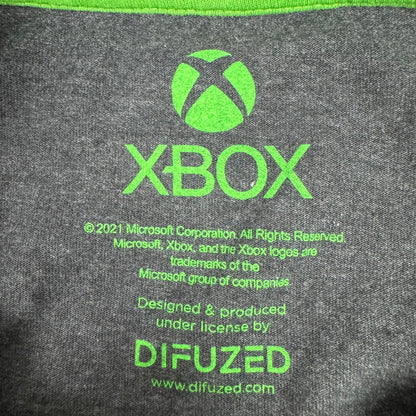 XBOX
© 2021 Microsoft Corporation. All Rights Reserved.
Microsoft, Xbox, and the Xbox logos are
trademarks of the
Microsoft group of companies.
Designed & produced
under license by
DIFUZED
www.difuzed.com